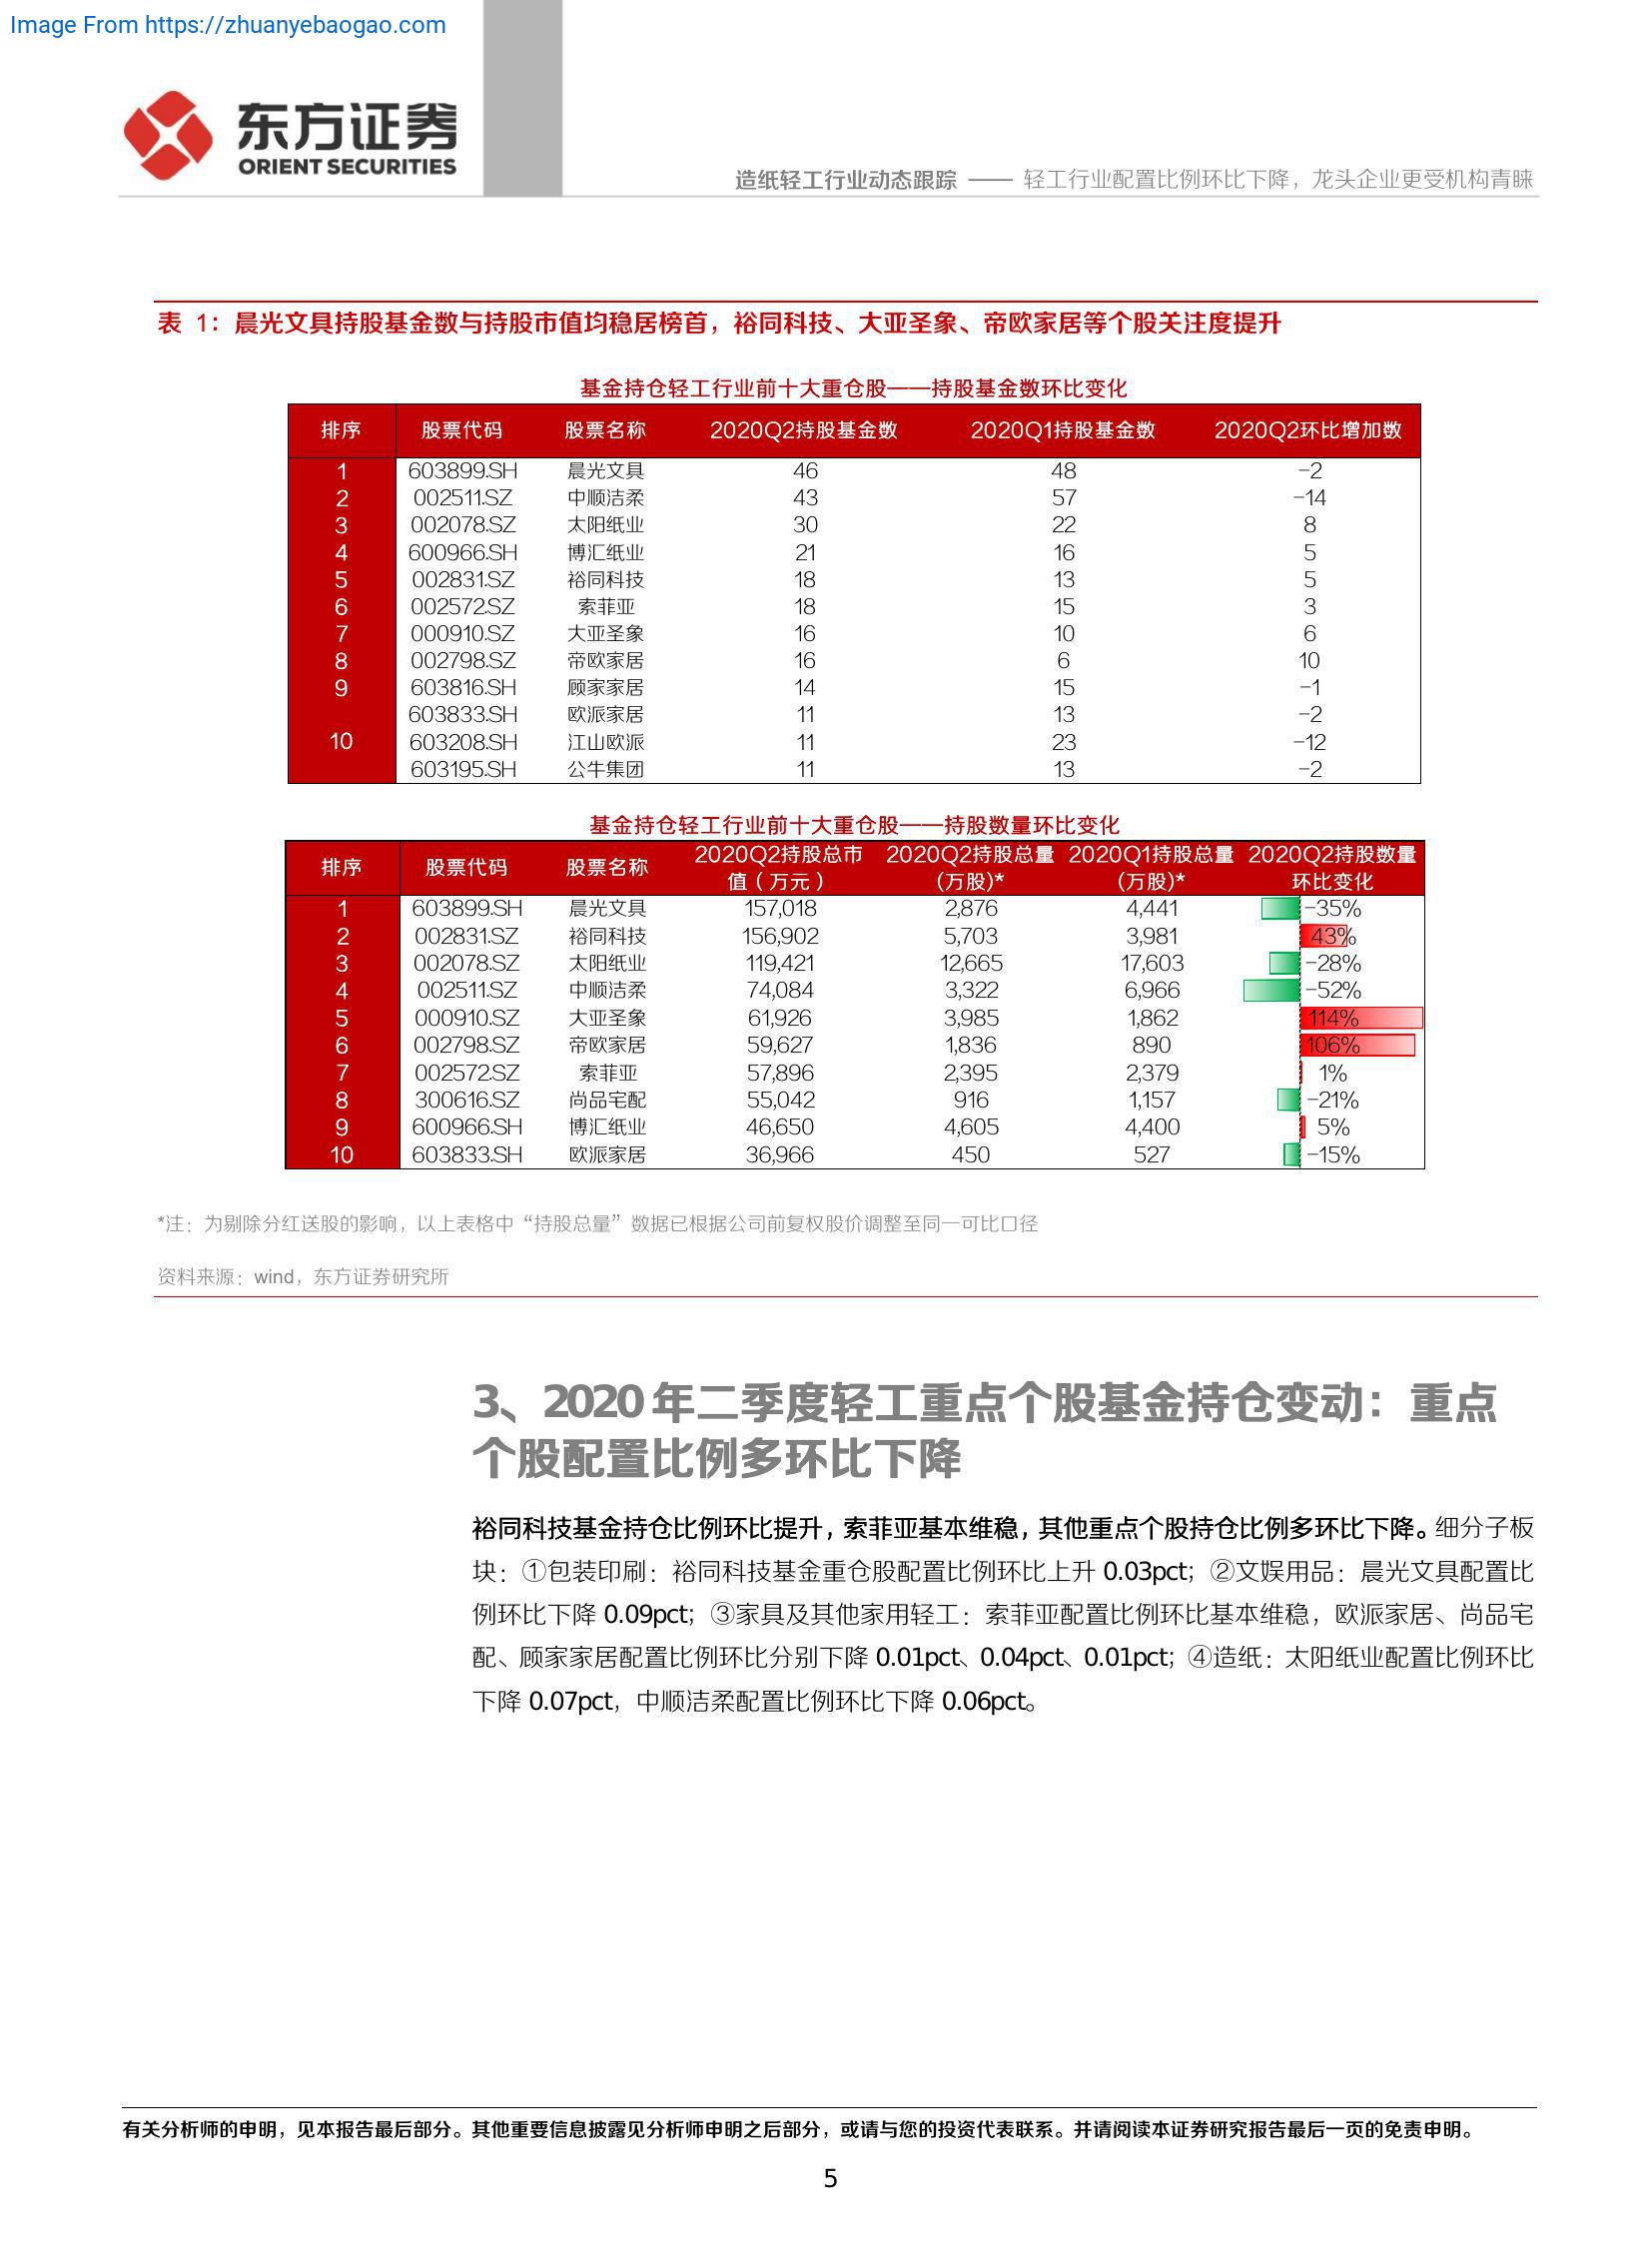 Image From https://zhuanyebaogao.com
东方证券
ORIENT SECURITIES
造纸轻工行业动态跟踪 —— 轻工行业配置比例环比下降，龙头企业更受机构青睐
表 1：晨光文具持股基金数与持股市值均稳居榜首，裕同科技、大亚圣象、帝欧家居等个股关注度提升
基金持仓轻工行业前十大重仓股——持股基金数环比变化
排序 股票代码 股票名称 2020Q2持股基金数 2020Q1持股基金数 2020Q2环比增加数
1 603899.SH 晨光文具 46 48 -2
2 002511.SZ 中顺洁柔 43 57 -14
3 002078.SZ 太阳纸业 30 22 8
4 600966.SH 博汇纸业 21 16 5
5 002831.SZ 裕同科技 18 13 5
6 002572.SZ 索菲亚 18 15 3
7 000910.SZ 大亚圣象 16 10 6
8 002798.SZ 帝欧家居 16 6 10
9 603816.SH 顾家家居 14 15 -1
603833.SH 欧派家居 11 13 -2
10 603208.SH 江山欧派 11 23 -12
603195.SH 公牛集团 11 13 -2
基金持仓轻工行业前十大重仓股——持股数量环比变化
排序 股票代码 股票名称 2020Q2持股总市 2020Q2持股总量 2020Q1持股总量 2020Q2持股数量
值（万元） (万股)* (万股)* 环比变化
1 603899.SH 晨光文具 157,018 2,876 4,441 -35%
2 002831.SZ 裕同科技 156,902 5,703 3,981 43%
3 002078.SZ 太阳纸业 119,421 12,665 17,603 -28%
4 002511.SZ 中顺洁柔 74,084 3,322 6,966 -52%
5 000910.SZ 大亚圣象 61,926 3,985 1,862 114%
6 002798.SZ 帝欧家居 59,627 1,836 890 106%
7 002572.SZ 索菲亚 57,896 2,395 2,379 1%
8 300616.SZ 尚品宅配 55,042 916 1,157 -21%
9 600966.SH 博汇纸业 46,650 4,605 4,400 5%
10 603833.SH 欧派家居 36,966 450 527 -15%
*注：为剔除分红送股的影响，以上表格中“持股总量”数据已根据公司前复权股价调整至同一可比口径
资料来源：wind，东方证券研究所
3、2020 年二季度轻工重点个股基金持仓变动：重点
个股配置比例多环比下降
裕同科技基金持仓比例环比提升，索菲亚基本维稳，其他重点个股持仓比例多环比下降。细分子板
块：①包装印刷：裕同科技基金重仓股配置比例环比上升 0.03pct；②文娱用品：晨光文具配置比
例环比下降 0.09pct；③家具及其他家用轻工：索菲亚配置比例环比基本维稳，欧派家居、尚品宅
配、顾家家居配置比例环比分别下降 0.01pct、0.04pct、0.01pct；④造纸：太阳纸业配置比例环比
下降 0.07pct，中顺洁柔配置比例环比下降 0.06pct。
有关分析师的申明，见本报告最后部分。其他重要信息披露见分析师申明之后部分，或请与您的投资代表联系。并请阅读本证券研究报告最后一页的免责申明。
5